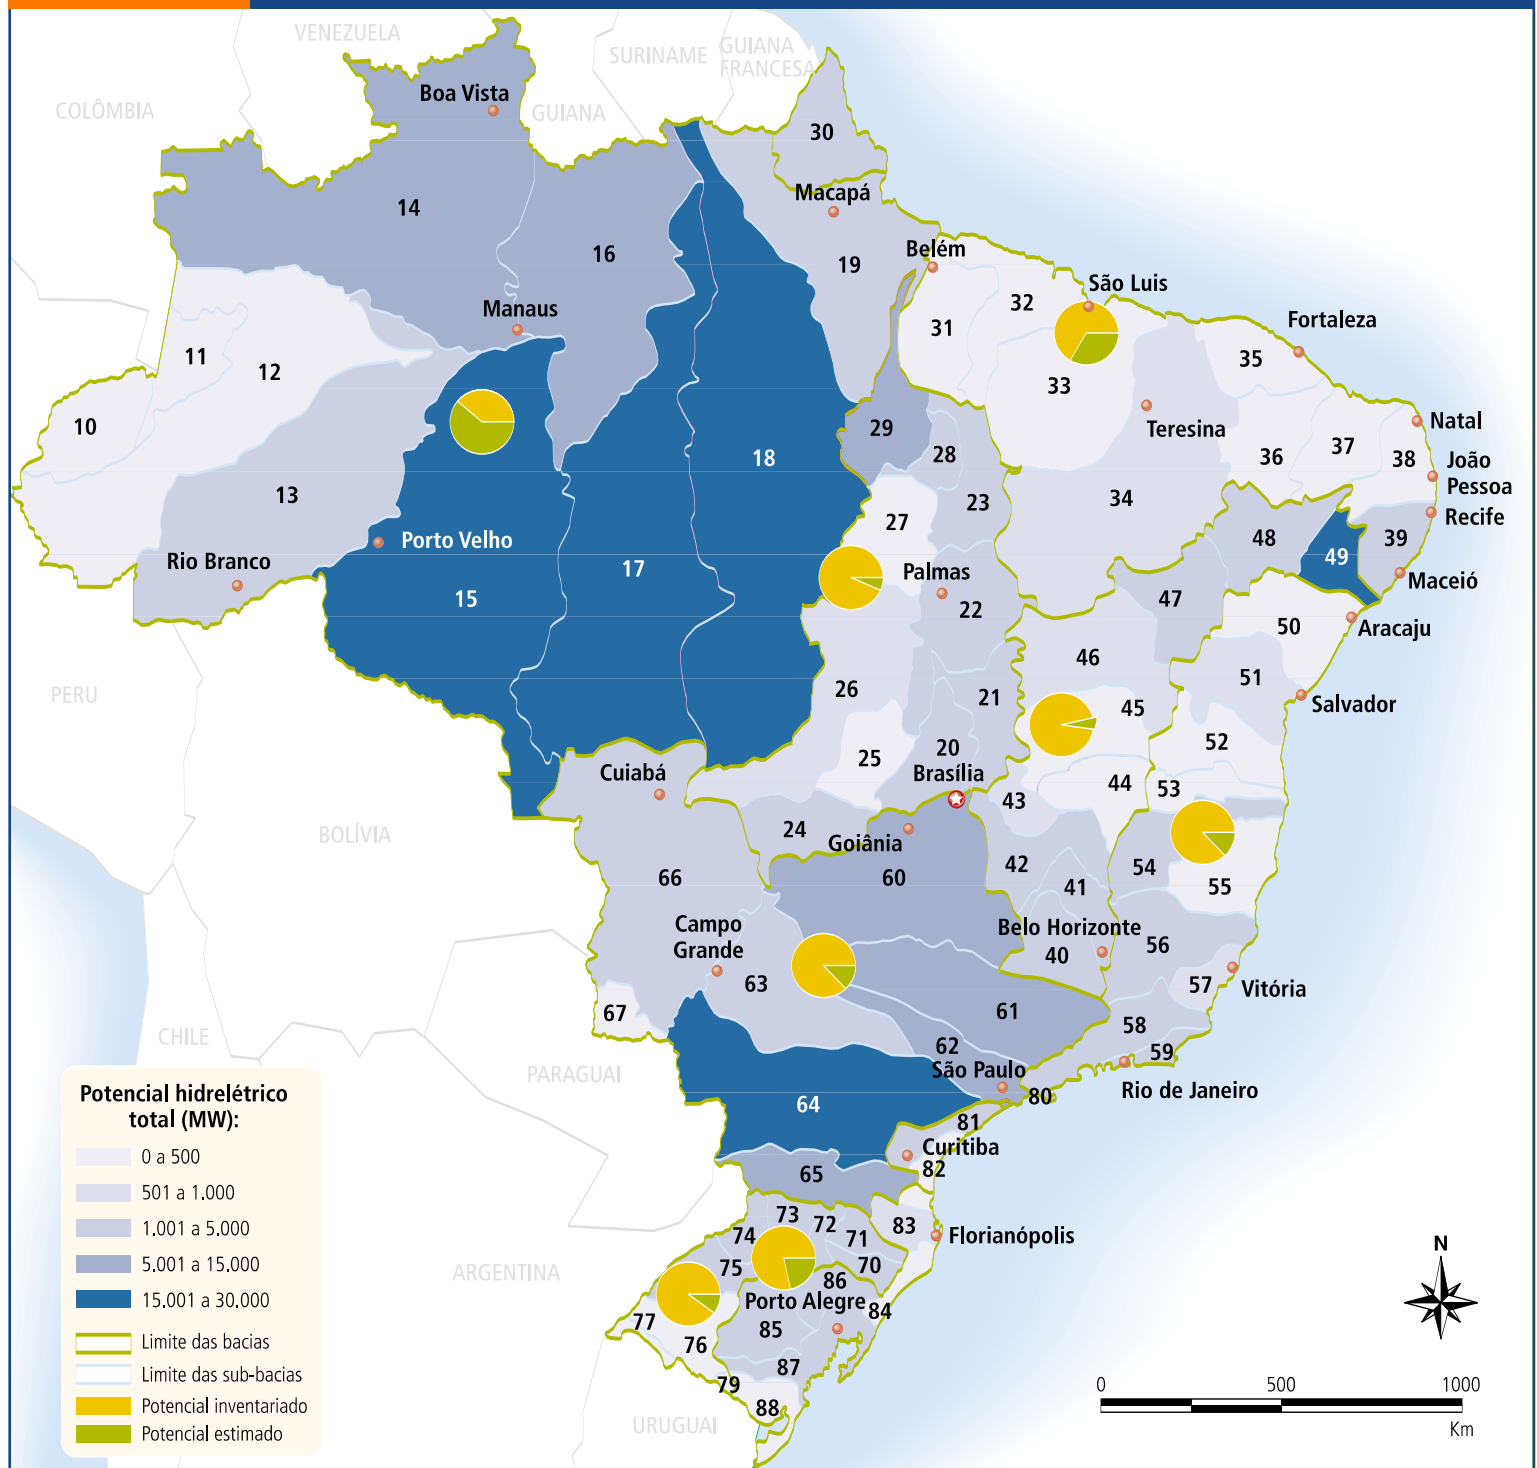 VENEZUELA
SURINAME
GUIANA
FRANCESA
COLÔMBIA
Boa Vista
GUIANA
30
14
Macapá
16
19
Belém
Manaus
32
São Luis
31
Fortaleza
11
12
35
33
10
29
18
28
Teresina
36
37
38
Natal
João
Pessoa
13
23
34
27
Recife
Porto Velho
48
39
49
Rio Branco
17
Palmas
Maceió
15
22
47
50
Aracaju
46
51
PERU
26
21
45
Salvador
20
52
25
Cuiabá
Brasília
44
53
43
BOLÍVIA
24
Goiânia
42
54
66
60
41
55
Campo
Grande
Belo Horizonte
40
56
63
57
Vitória
67
61
58
CHILE
62
59
São Paulo
PARAGUAI
80
Rio de Janeiro
64
81
Curitiba
82
65
73
72
83
74
71
Florianópolis
75
70
ARGENTINA
86
Porto Alegre
84
77
85
76
87
79
88
URUGUAI
Potencial hidrelétrico
total (MW):
0 a 500
501 a 1.000
1.001 a 5.000
5.001 a 15.000
15.001 a 30.000
Limite das bacias
Limite das sub-bacias
Potencial inventariado
Potencial estimado
N
0 500 1000
Km